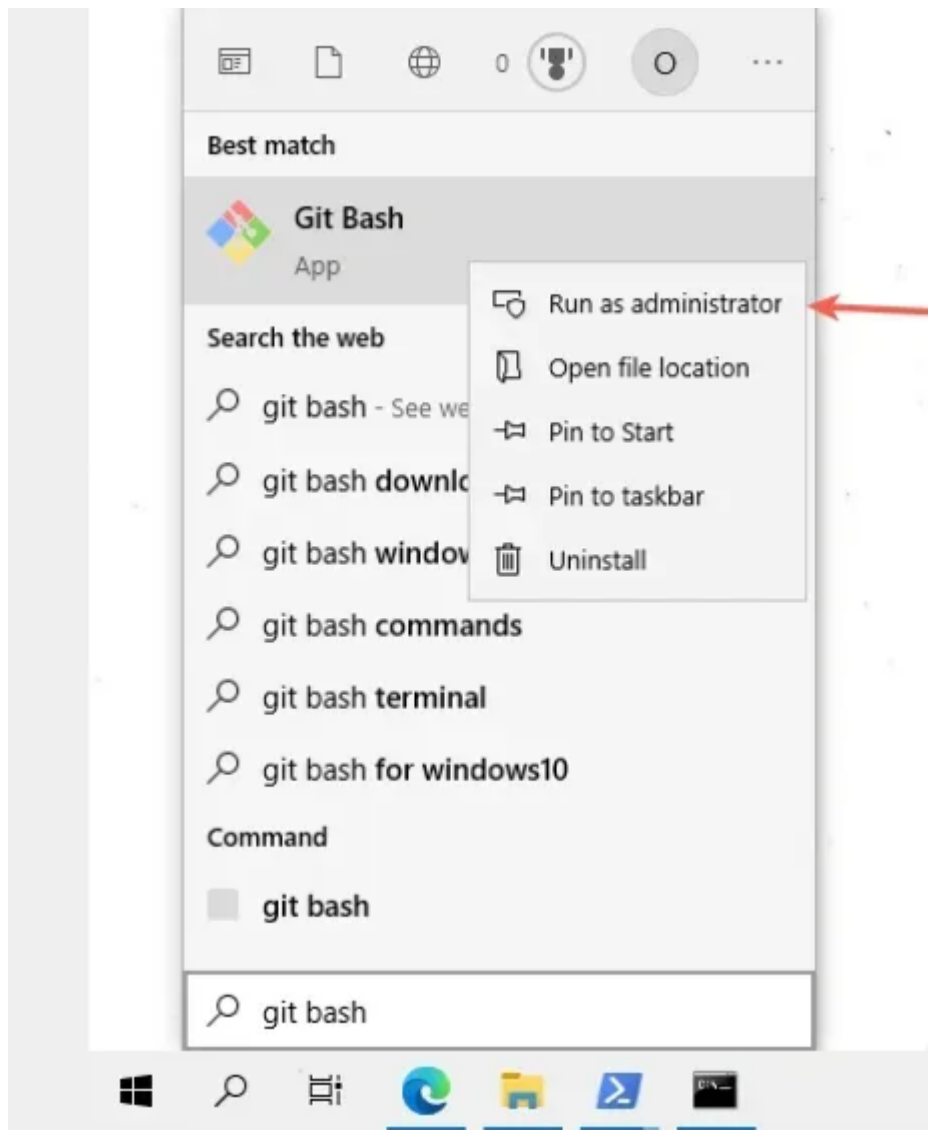 0
O
Best match
Git Bash
App
Run as administrator
Search the web
Open file location
git bash - See we
Pin to Start
git bash downlo
Pin to taskbar
git bash window
Uninstall
git bash commands
git bash terminal
git bash for windows10
Command
git bash
git bash